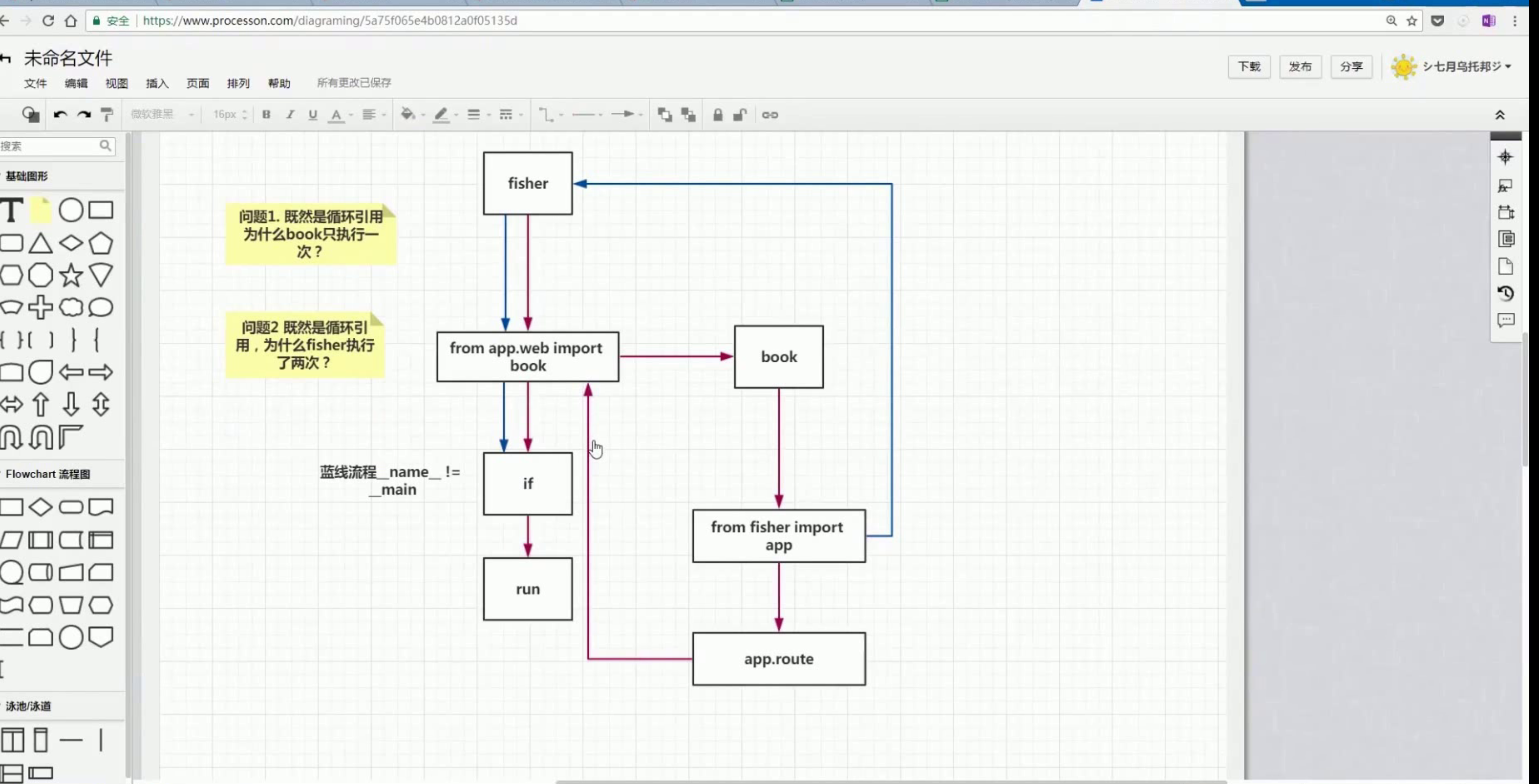 安全 https://www.processon.com/diagraming/5a75f065e4b0812a0f05135d
未命名文件
文件 编辑 视图 插入 页面 排列 帮助 所有更改已保存
下载 发布 分享 シ七月乌托邦ジ
微软雅黑 16px B I U A
搜索
基础图形
T
Flowchart 流程图
泳池/泳道
fisher
问题1. 既然是循环引用
为什么book只执行一
次？
问题2 既然是循环引
用，为什么fisher执行
了两次？
from app.web import
book
book
蓝线流程__name__ !=
__main
if
from fisher import
app
run
app.route